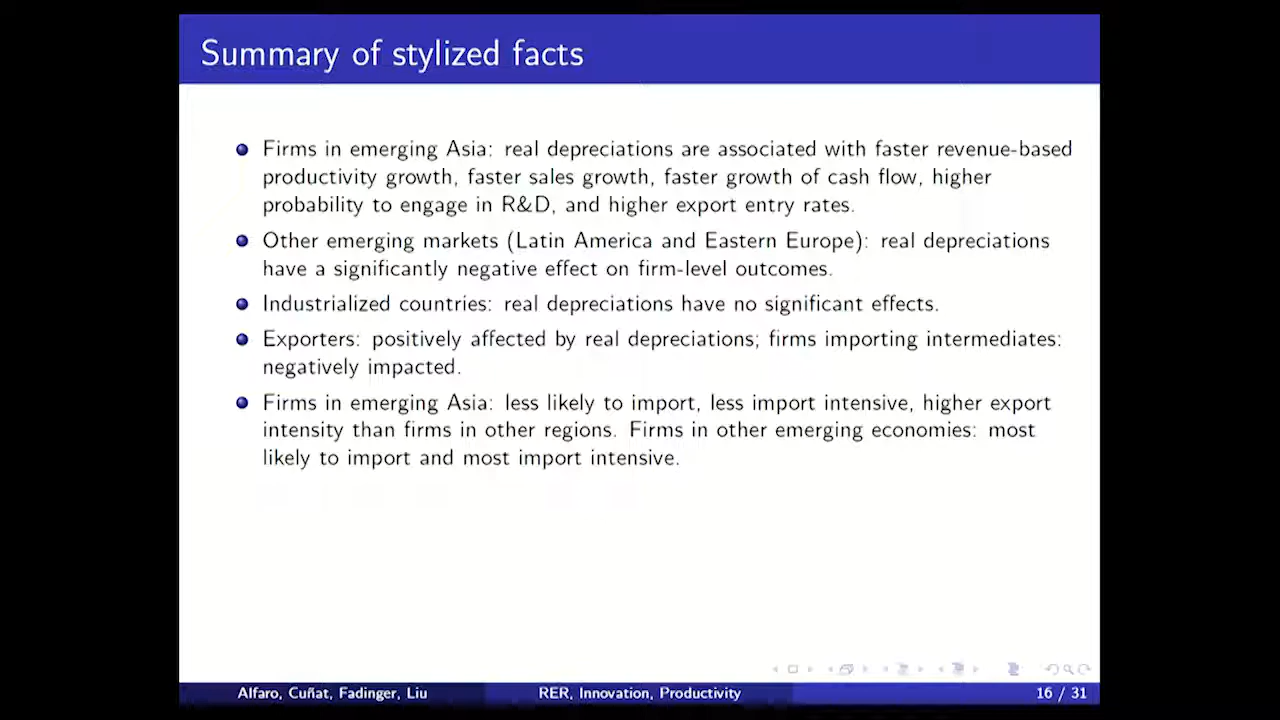 Summary of stylized facts
Firms in emerging Asia: real depreciations are associated with faster revenue-based
productivity growth, faster sales growth, faster growth of cash flow, higher
probability to engage in R&D, and higher export entry rates.
Other emerging markets (Latin America and Eastern Europe): real depreciations
have a significantly negative effect on firm-level outcomes.
Industrialized countries: real depreciations have no significant effects.
Exporters: positively affected by real depreciations; firms importing intermediates:
negatively impacted.
Firms in emerging Asia: less likely to import, less import intensive, higher export
intensity than firms in other regions. Firms in other emerging economies: most
likely to import and most import intensive.
Alfaro, Cuñat, Fadinger, Liu
RER, Innovation, Productivity
16 / 31